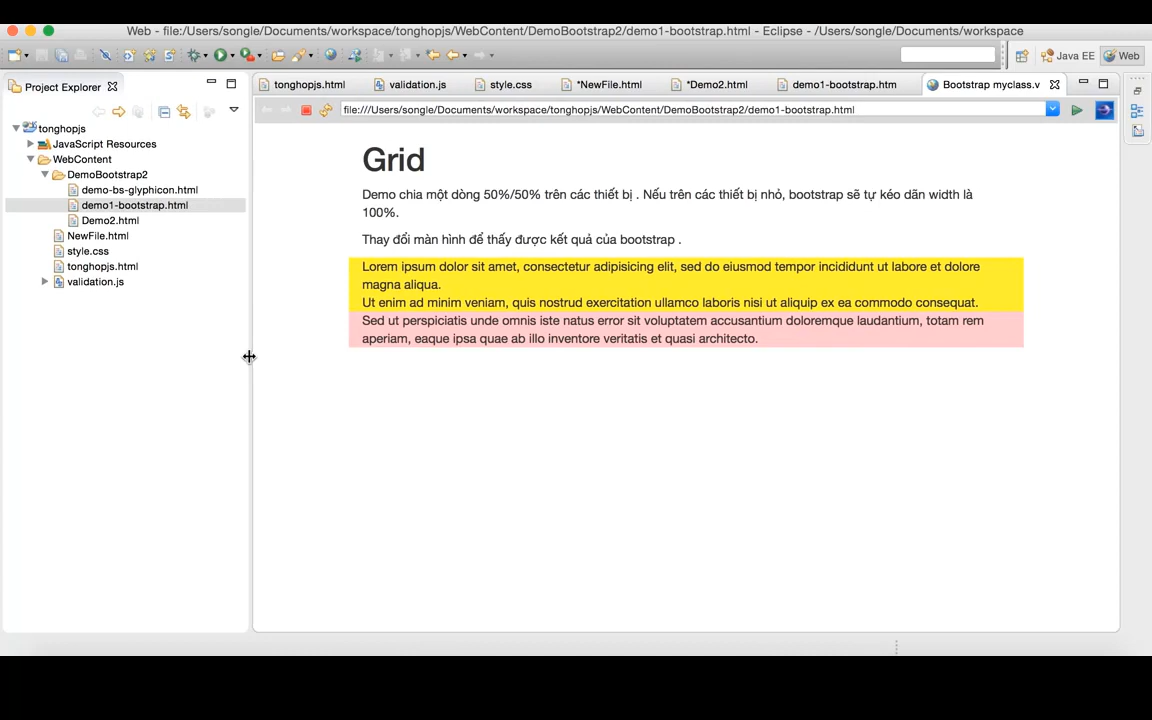 Web - file:/Users/songle/Documents/workspace/tonghopjs/WebContent/DemoBootstrap2/demo1-bootstrap.html - Eclipse - /Users/songle/Documents/workspace
Java EE
Web
Project Explorer
tonghopjs.html
validation.js
style.css
*NewFile.html
*Demo2.html
demo1-bootstrap.htm
Bootstrap myclass.v
file:///Users/songle/Documents/workspace/tonghopjs/WebContent/DemoBootstrap2/demo1-bootstrap.html
tonghopjs
JavaScript Resources
WebContent
DemoBootstrap2
demo-bs-glyphicon.html
demo1-bootstrap.html
Demo2.html
NewFile.html
style.css
tonghopjs.html
validation.js
Grid
Demo chia một dòng 50%/50% trên các thiết bị . Nếu trên các thiết bị nhỏ, bootstrap sẽ tự kéo dãn width là
100%.
Thay đổi màn hình để thấy được kết quả của bootstrap .
Lorem ipsum dolor sit amet, consectetur adipisicing elit, sed do eiusmod tempor incididunt ut labore et dolore
magna aliqua.
Ut enim ad minim veniam, quis nostrud exercitation ullamco laboris nisi ut aliquip ex ea commodo consequat.
Sed ut perspiciatis unde omnis iste natus error sit voluptatem accusantium doloremque laudantium, totam rem
aperiam, eaque ipsa quae ab illo inventore veritatis et quasi architecto.